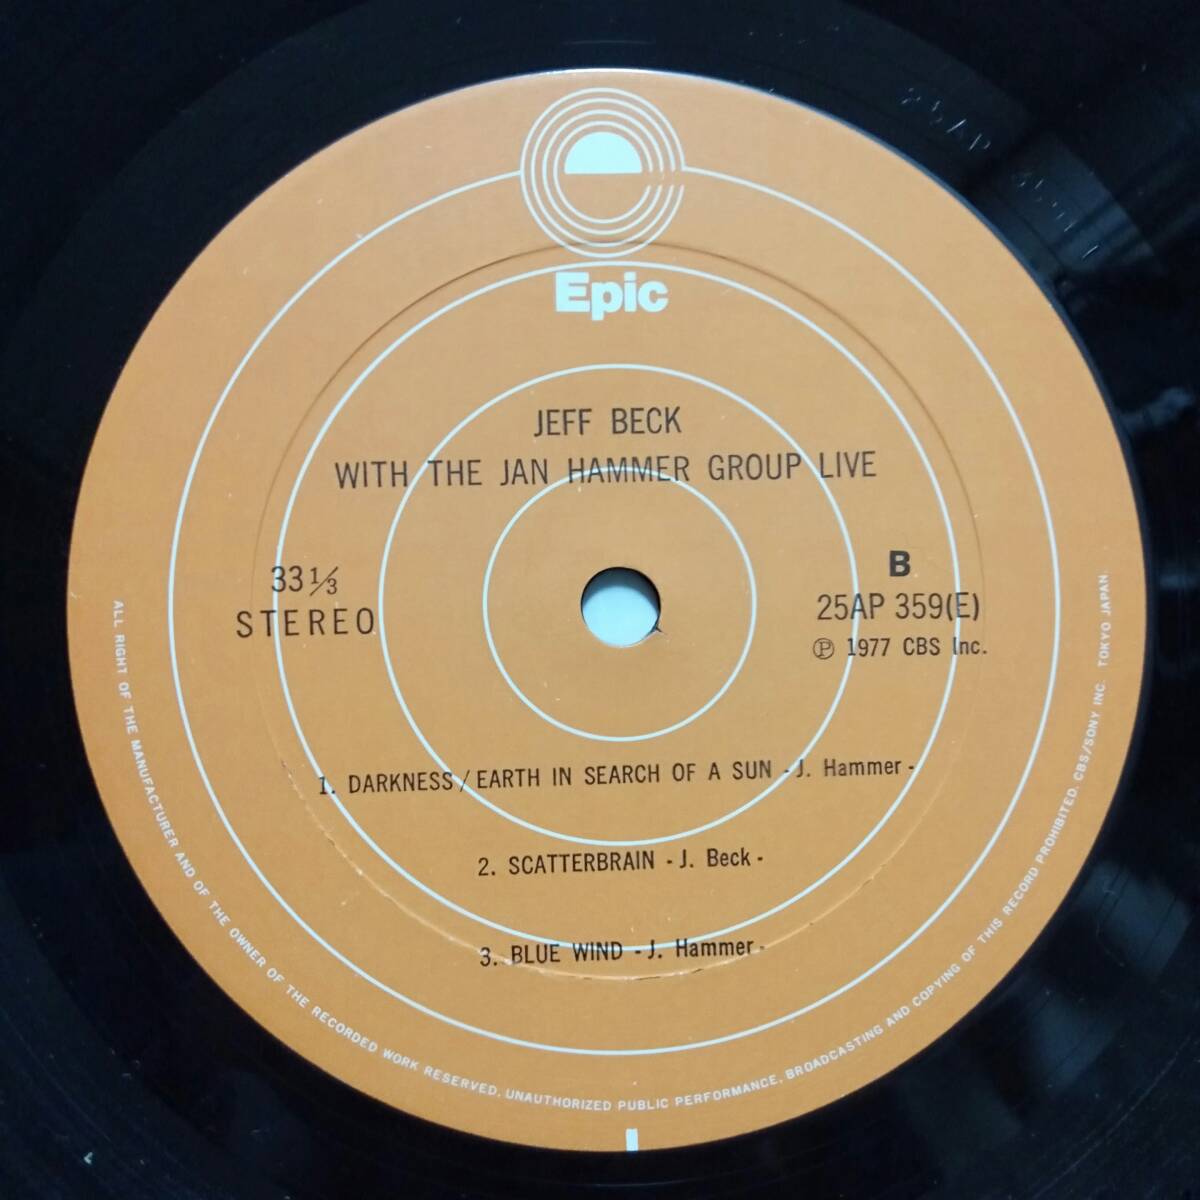 Epic
JEFF BECK
WITH THE JAN HAMMER GROUP LIVE
33 1/3
STEREO
B
25AP 359(E)
Ⓟ 1977 CBS Inc.
1. DARKNESS / EARTH IN SEARCH OF A SUN - J. Hammer -
2. SCATTERBRAIN - J. Beck -
3. BLUE WIND - J. Hammer -
ALL RIGHT OF THE MANUFACTURER AND OF THE OWNER OF THE RECORDED WORK RESERVED. UNAUTHORIZED PUBLIC PERFORMANCE, BROADCASTING AND COPYING OF THIS RECORD PROHIBITED. CBS/SONY INC. TOKYO JAPAN.
25AP